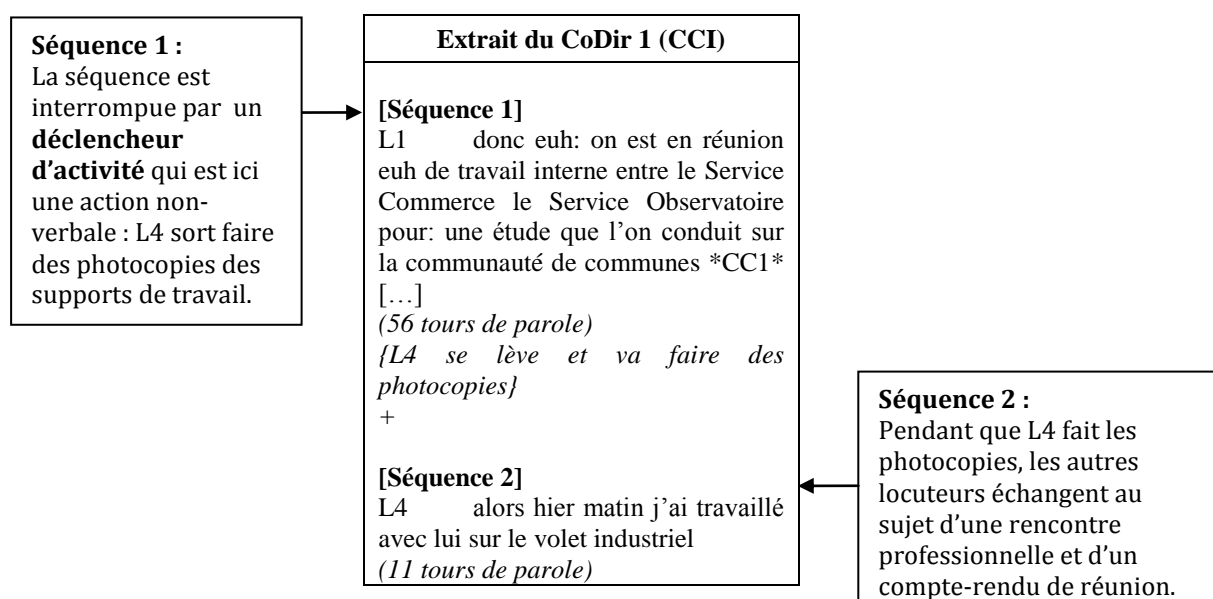 Séquence 1 :
La séquence est
interrompue par un
déclencheur
d’activité qui est ici
une action non-
verbale : L4 sort faire
des photocopies des
supports de travail.
Extrait du CoDir 1 (CCI)
[Séquence 1]
L1 donc euh: on est en réunion
euh de travail interne entre le Service
Commerce le Service Observatoire
pour: une étude que l’on conduit sur
la communauté de communes *CC1*
[…]
(56 tours de parole)
{L4 se lève et va faire des
photocopies}
+
[Séquence 2]
L4 alors hier matin j’ai travaillé
avec lui sur le volet industriel
(11 tours de parole)
Séquence 2 :
Pendant que L4 fait les
photocopies, les autres
locuteurs échangent au
sujet d’une rencontre
professionnelle et d’un
compte-rendu de réunion.